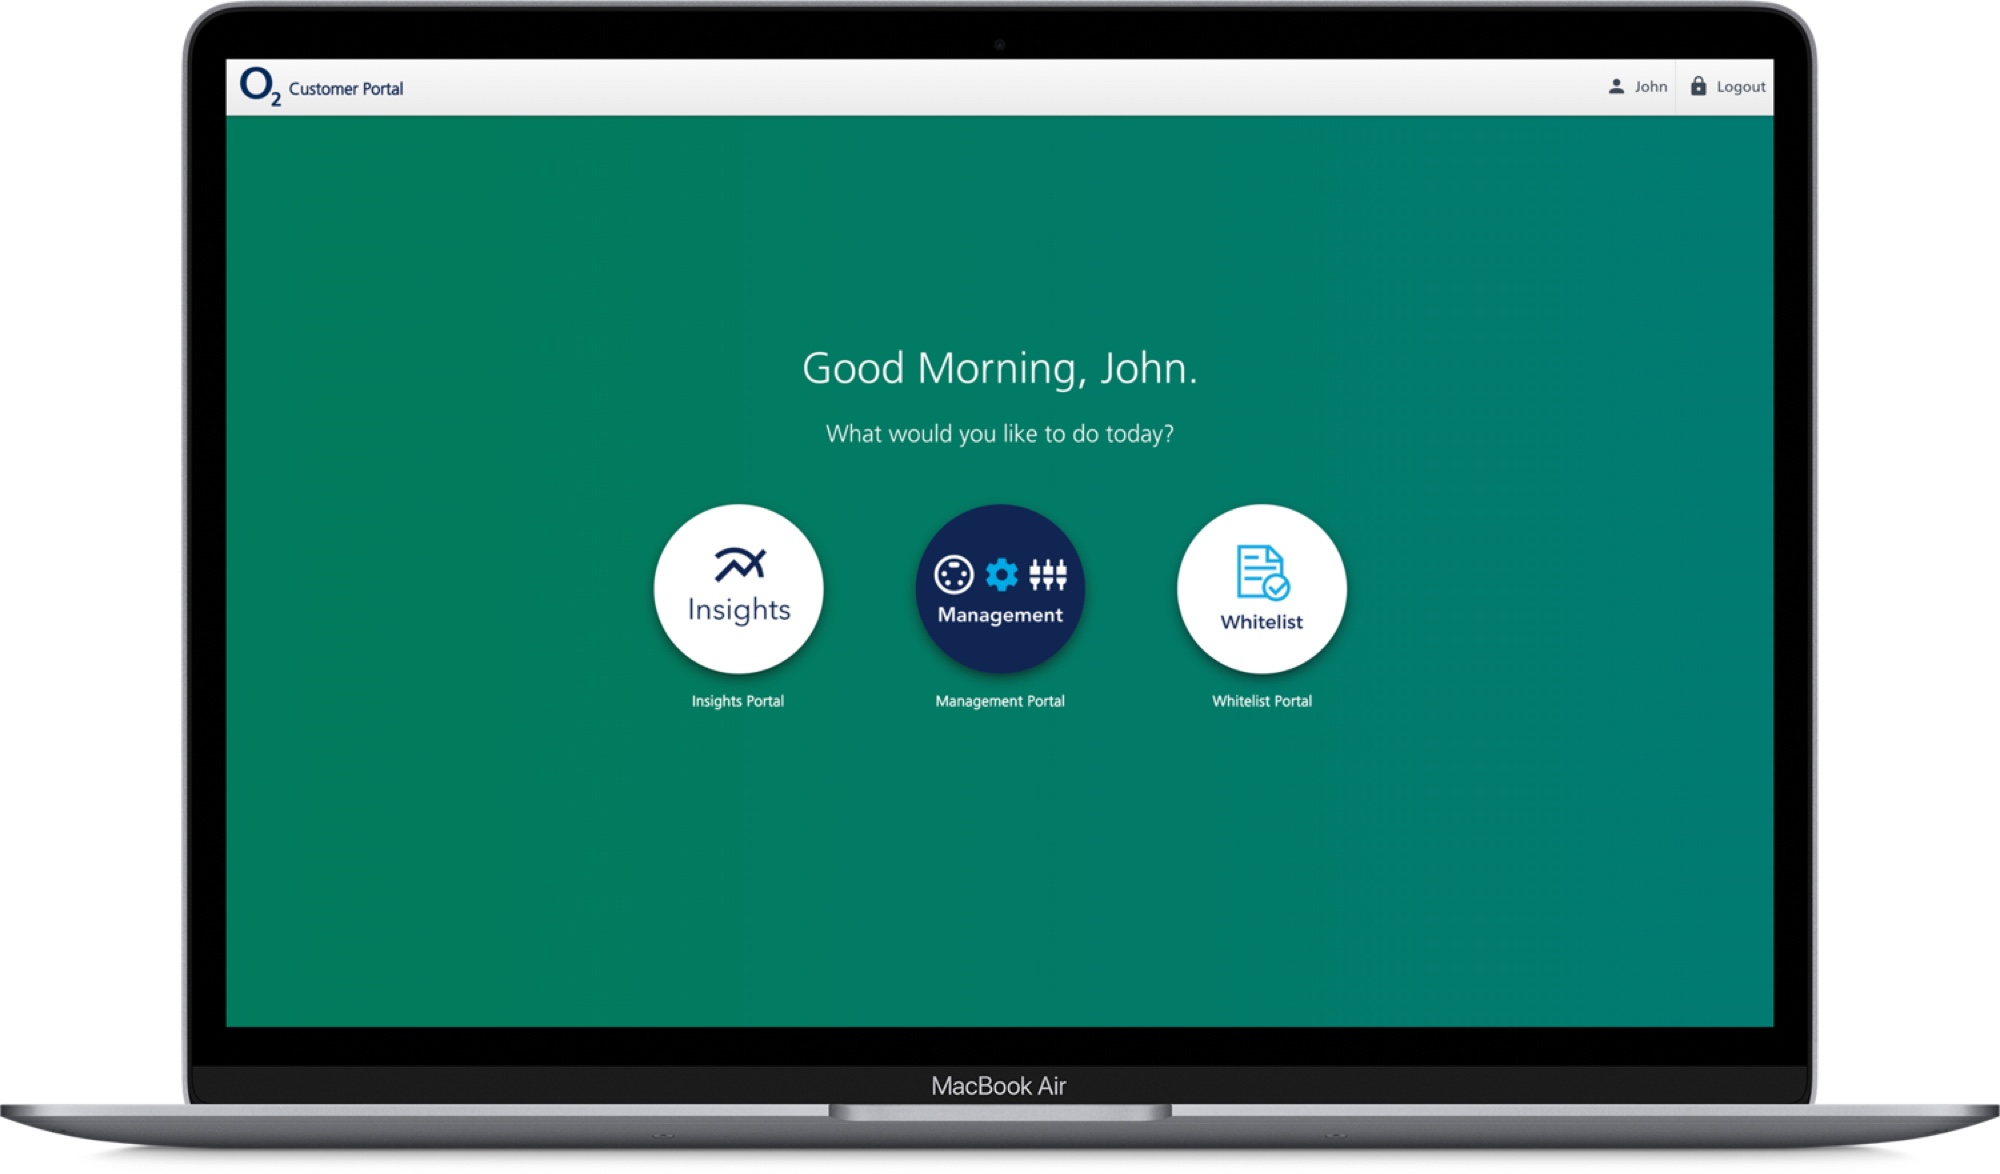 O2 Customer Portal
John
Logout
Good Morning, John.
What would you like to do today?
Insights
Management
Whitelist
Insights Portal
Management Portal
Whitelist Portal
MacBook Air